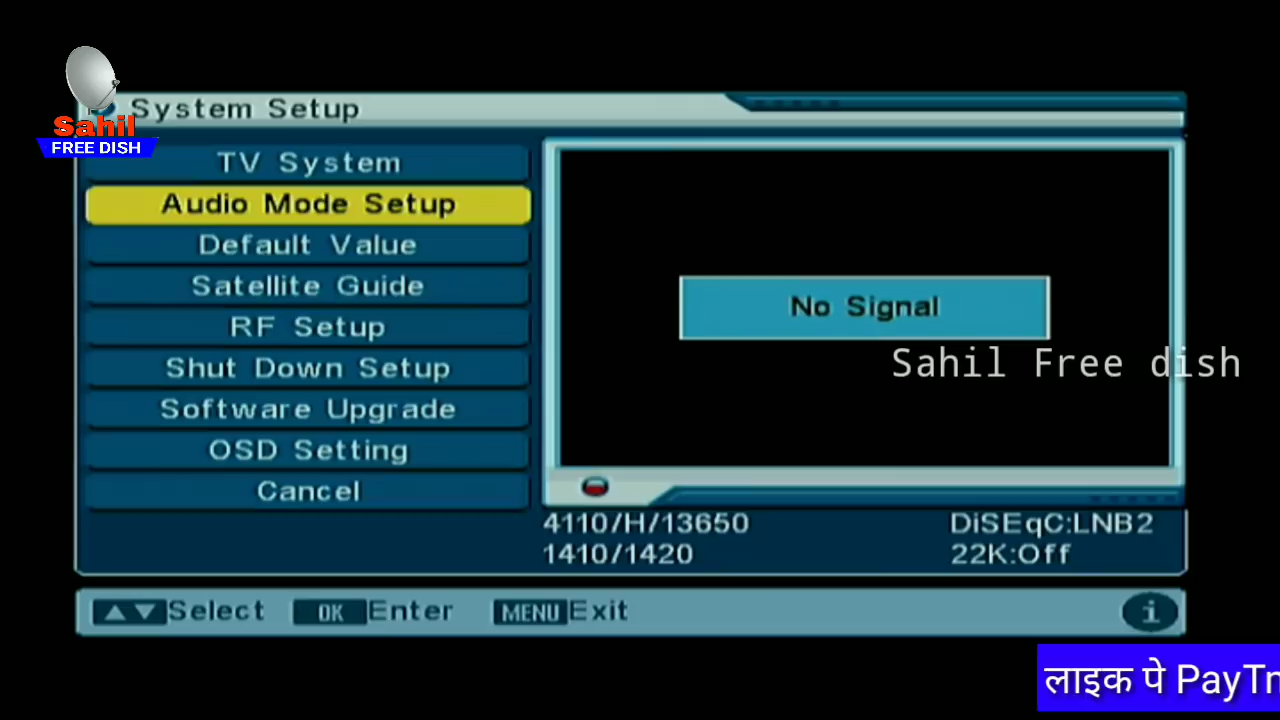 System Setup
Sahil
FREE DISH
TV System
Audio Mode Setup
Default Value
Satellite Guide
RF Setup
Shut Down Setup
Software Upgrade
OSD Setting
Cancel
No Signal
Sahil Free dish
4110/H/13650
DiSEqC:LNB2
1410/1420
22K:Off
▲▼Select OK Enter MENU Exit
i
लाइक पे